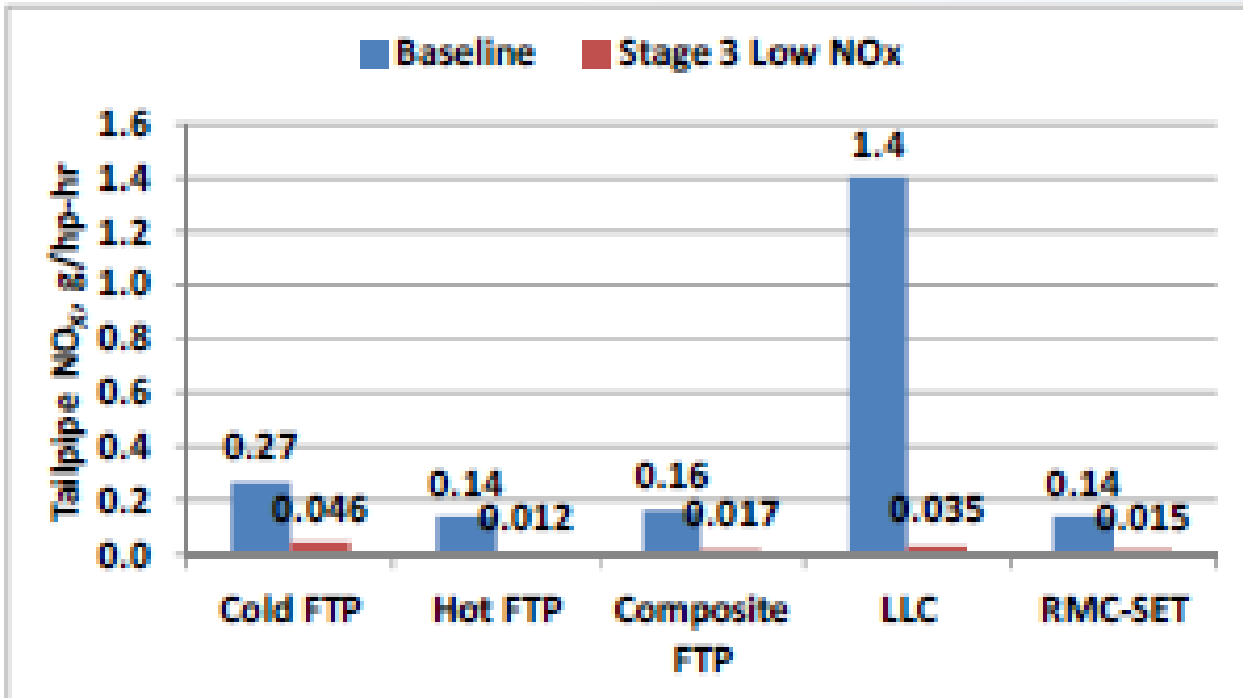 Baseline Stage 3 Low NOx
Tailpipe NOx, g/hp-hr
1.6
1.4
1.2
1.0
0.8
0.6
0.4
0.2
0.0
0.27
0.046
0.14
0.012
0.16
0.017
1.4
0.035
0.14
0.015
Cold FTP
Hot FTP
Composite
FTP
LLC
RMC-SET